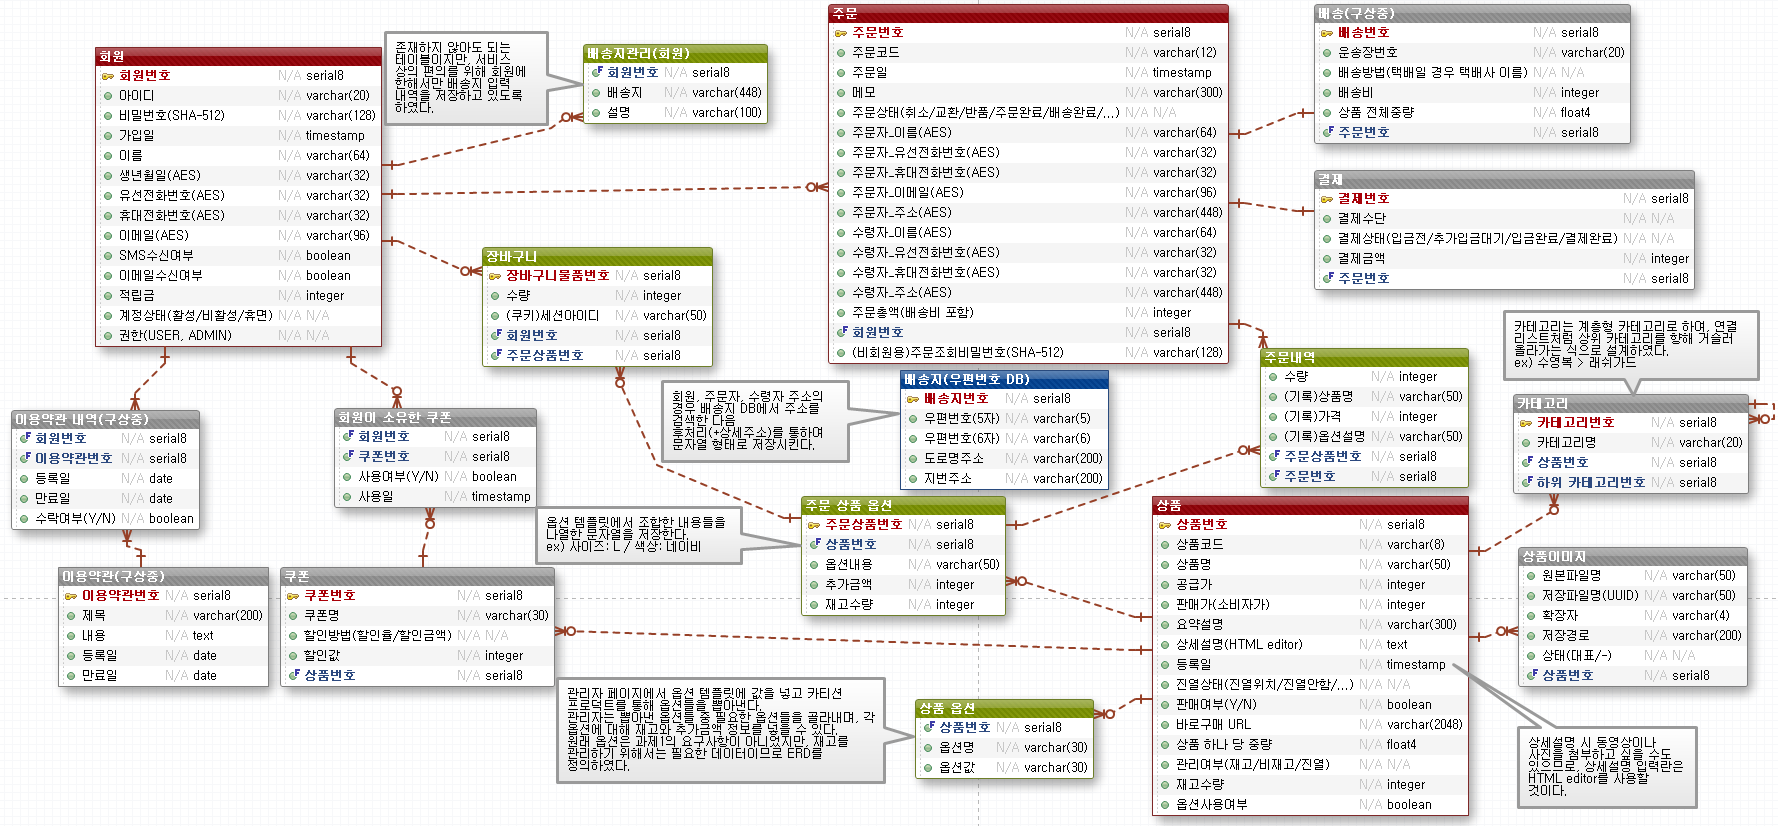 회원
회원번호 N/A serial8
아이디 N/A varchar(20)
비밀번호(SHA-512) N/A varchar(128)
가입일 N/A timestamp
이름 N/A varchar(64)
생년월일(AES) N/A varchar(32)
유선전화번호(AES) N/A varchar(32)
휴대전화번호(AES) N/A varchar(32)
이메일(AES) N/A varchar(96)
SMS수신여부 N/A boolean
이메일수신여부 N/A boolean
적립금 N/A integer
계정상태(활성/비활성/휴면) N/A N/A
권한(USER, ADMIN) N/A N/A
존재하지 않아도 되는
테이블이지만, 서비스
상의 편의를 위해 회원에
한해서만 배송지 입력
내역을 저장하고 있도록
하였다.
배송지관리(회원)
회원번호 N/A serial8
배송지 N/A varchar(448)
설명 N/A varchar(100)
주문
주문번호 N/A serial8
주문코드 N/A varchar(12)
주문일 N/A timestamp
메모 N/A varchar(300)
주문상태(취소/교환/반품/주문완료/배송완료/...) N/A N/A
주문자_이름(AES) N/A varchar(64)
주문자_유선전화번호(AES) N/A varchar(32)
주문자_휴대전화번호(AES) N/A varchar(32)
주문자_이메일(AES) N/A varchar(96)
주문자_주소(AES) N/A varchar(448)
수령자_이름(AES) N/A varchar(64)
수령자_유선전화번호(AES) N/A varchar(32)
수령자_휴대전화번호(AES) N/A varchar(32)
수령자_주소(AES) N/A varchar(448)
주문총액(배송비 포함) N/A integer
회원번호 N/A serial8
(비회원용)주문조회비밀번호(SHA-512) N/A varchar(128)
배송(구상중)
배송번호 N/A serial8
운송장번호 N/A varchar(20)
배송방법(택배일 경우 택배사 이름) N/A N/A
배송비 N/A integer
상품 전체중량 N/A float4
주문번호 N/A serial8
결제
결제번호 N/A serial8
결제수단 N/A N/A
결제상태(입금전/추가입금대기/입금완료/결제완료) N/A N/A
결제금액 N/A integer
주문번호 N/A serial8
장바구니
장바구니물품번호 N/A serial8
수량 N/A integer
(쿠키)세션아이디 N/A varchar(50)
회원번호 N/A serial8
주문상품번호 N/A serial8
카테고리는 계층형 카테고리로 하며, 연결
리스트처럼 상위 카테고리를 향해 거슬러
올라가는 식으로 설계하였다.
ex) 수영복 > 래쉬가드
주문내역
수량 N/A integer
(기록)상품명 N/A varchar(50)
(기록)가격 N/A integer
(기록)옵션설명 N/A varchar(50)
주문상품번호 N/A serial8
주문번호 N/A serial8
회원, 주문자, 수령자 주소의
경우 배송지 DB에서 주소를
검색한 다음
후처리(+상세주소)를 통하여
문자열 형태로 저장시킨다.
배송지(우편번호 DB)
배송지번호 N/A serial8
우편번호(5자) N/A varchar(5)
우편번호(6자) N/A varchar(6)
도로명주소 N/A varchar(200)
지번주소 N/A varchar(200)
카테고리
카테고리번호 N/A serial8
카테고리명 N/A varchar(20)
상품번호 N/A serial8
하위 카테고리번호 N/A serial8
이용약관 내역(구상중)
회원번호 N/A serial8
이용약관번호 N/A serial8
등록일 N/A date
만료일 N/A date
수락여부(Y/N) N/A boolean
회원이 소유한 쿠폰
회원번호 N/A serial8
쿠폰번호 N/A serial8
사용여부(Y/N) N/A boolean
사용일 N/A timestamp
옵션 템플릿에서 조합한 내용들을
나열한 문자열을 저장한다.
ex) 사이즈: L / 색상: 네이비
주문 상품 옵션
주문상품번호 N/A serial8
상품번호 N/A serial8
옵션내용 N/A varchar(50)
추가금액 N/A integer
재고수량 N/A integer
상품
상품번호 N/A serial8
상품코드 N/A varchar(8)
상품명 N/A varchar(50)
공급가 N/A integer
판매가(소비자가) N/A integer
요약설명 N/A varchar(300)
상세설명(HTML editor) N/A text
등록일 N/A timestamp
진열상태(진열위치/진열안함/...) N/A N/A
판매여부(Y/N) N/A boolean
바로구매 URL N/A varchar(2048)
상품 하나 당 중량 N/A float4
관리여부(재고/비재고/진열) N/A N/A
재고수량 N/A integer
옵션사용여부 N/A boolean
상품이미지
원본파일명 N/A varchar(50)
저장파일명(UUID) N/A varchar(50)
확장자 N/A varchar(4)
저장경로 N/A varchar(200)
상태(대표/-) N/A N/A
상품번호 N/A serial8
이용약관(구상중)
이용약관번호 N/A serial8
제목 N/A varchar(200)
내용 N/A text
등록일 N/A date
만료일 N/A date
쿠폰
쿠폰번호 N/A serial8
쿠폰명 N/A varchar(30)
할인방법(할인율/할인금액) N/A N/A
할인값 N/A integer
상품번호 N/A serial8
관리자 페이지에서 옵션 템플릿에 값을 넣고 카티션
프로덕트를 통해 옵션들을 뽑아낸다.
관리자는 뽑아낸 옵션들 중 필요한 옵션들을 골라내며, 각
옵션에 대해 재고와 추가금액 정보를 넣을 수 있다.
원래 옵션은 과제1의 요구사항이 아니었지만, 재고를
관리하기 위해서는 필요한 데이터이므로 ERD를
정의하였다.
상품 옵션
상품번호 N/A serial8
옵션명 N/A varchar(30)
옵션값 N/A varchar(30)
상세설명 시 동영상이나
사진을 첨부하고 싶을 수도
있으므로, 상세설명 입력란은
HTML editor를 사용할
것이다.